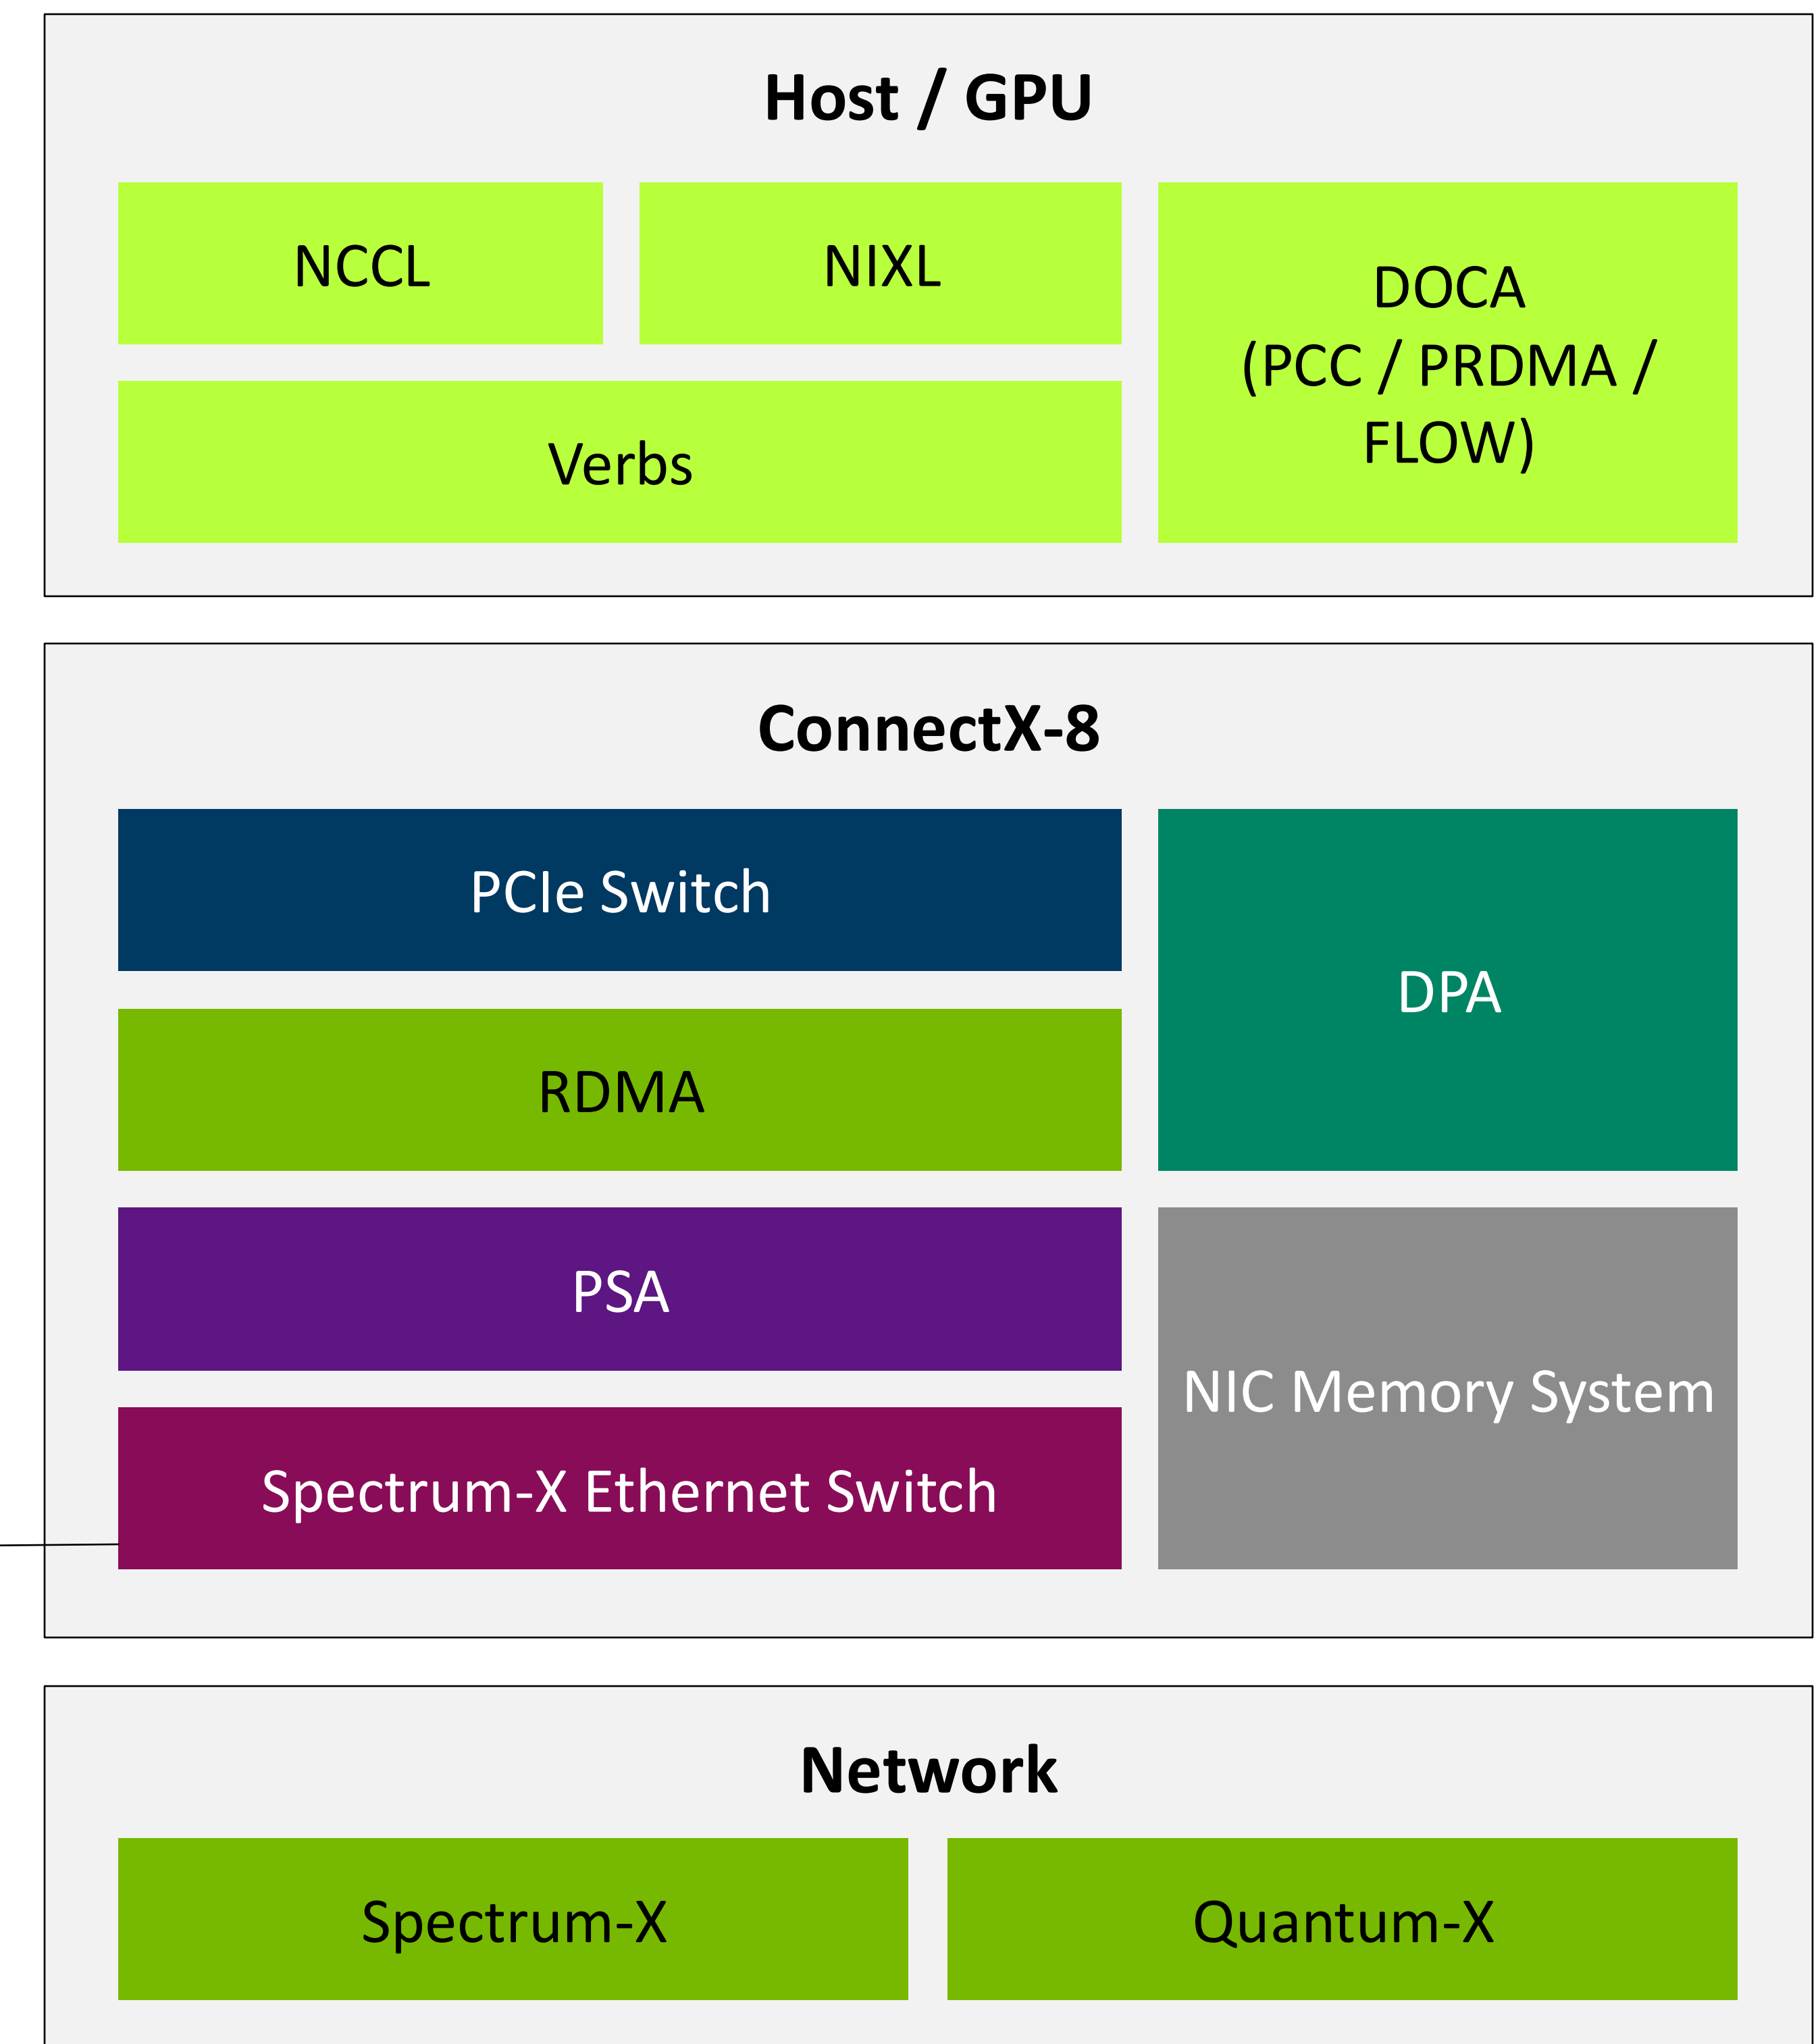 Host / GPU
NCCL
NIXL
DOCA
(PCC / PRDMA /
FLOW)
Verbs
ConnectX-8
PCIe Switch
DPA
RDMA
PSA
NIC Memory System
Spectrum-X Ethernet Switch
Network
Spectrum-X
Quantum-X